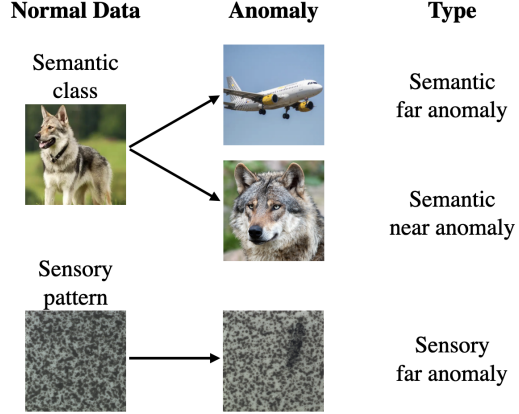 Normal Data Anomaly Type
Semantic
class
Semantic
far anomaly
Semantic
near anomaly
Sensory
pattern
Sensory
far anomaly